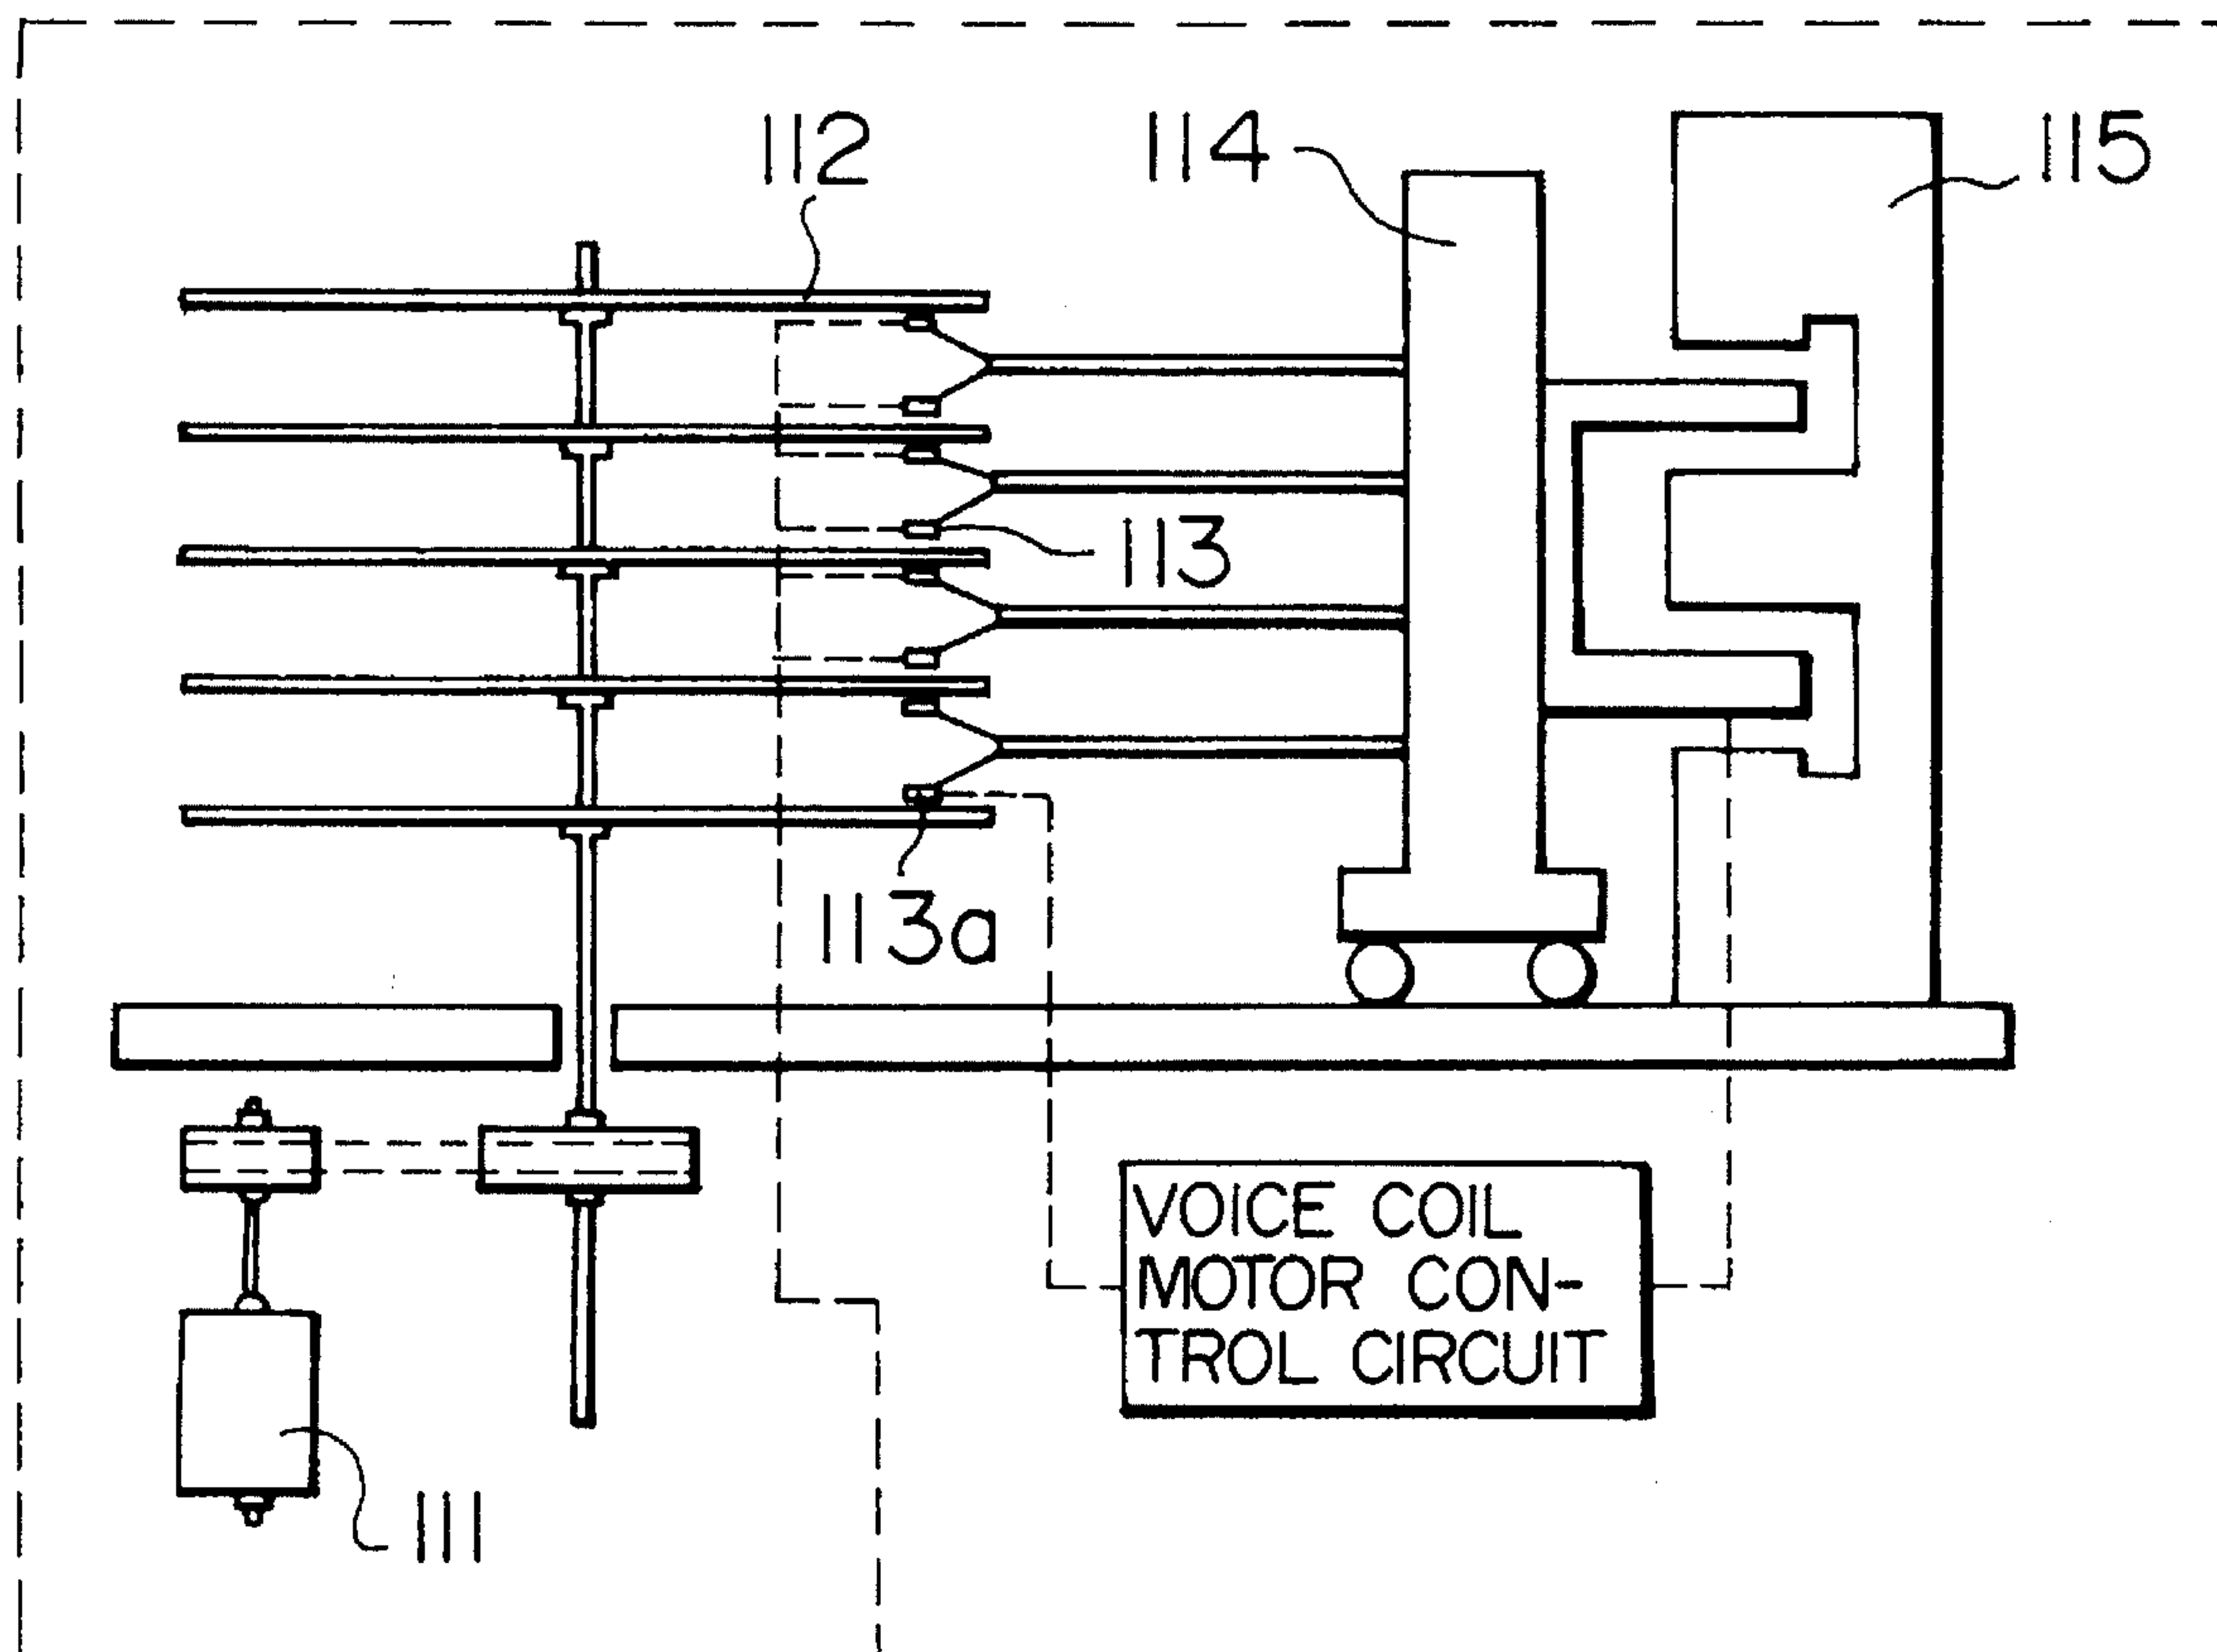 112
114
115
113
113a
VOICE COIL
MOTOR CON-
TROL CIRCUIT
111